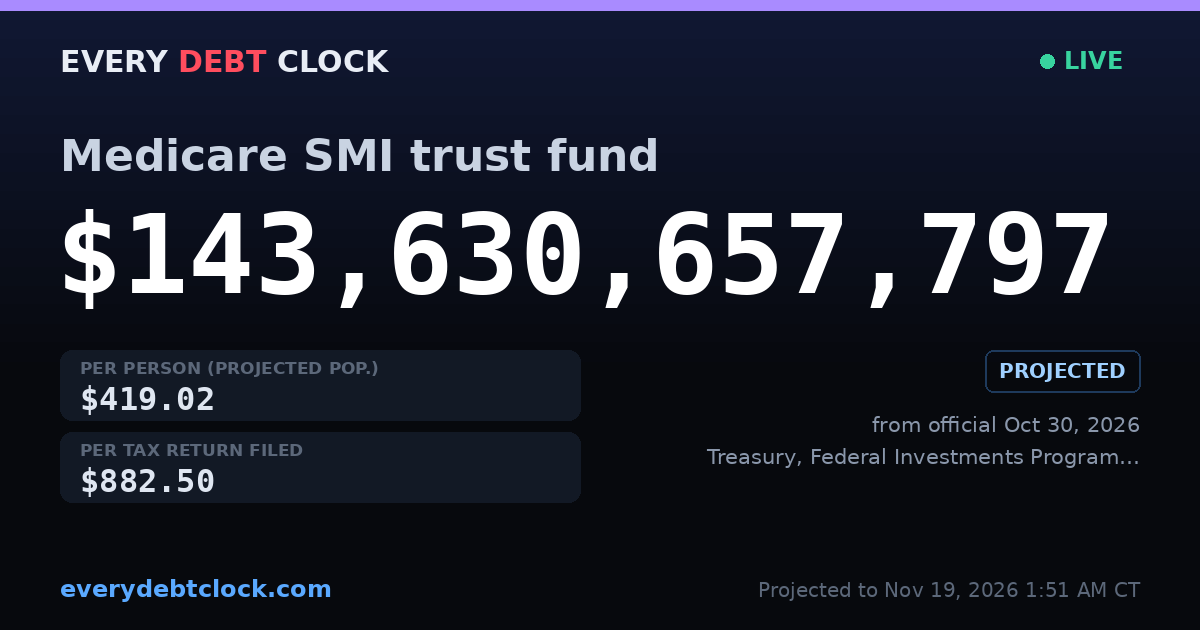 EVERY DEBT CLOCK
LIVE
Medicare SMI trust fund
$143,630,657,797
PER PERSON (PROJECTED POP.)
$419.02
PER TAX RETURN FILED
$882.50
PROJECTED
from official Oct 30, 2026
Treasury, Federal Investments Program…
everydebtclock.com
Projected to Nov 19, 2026 1:51 AM CT